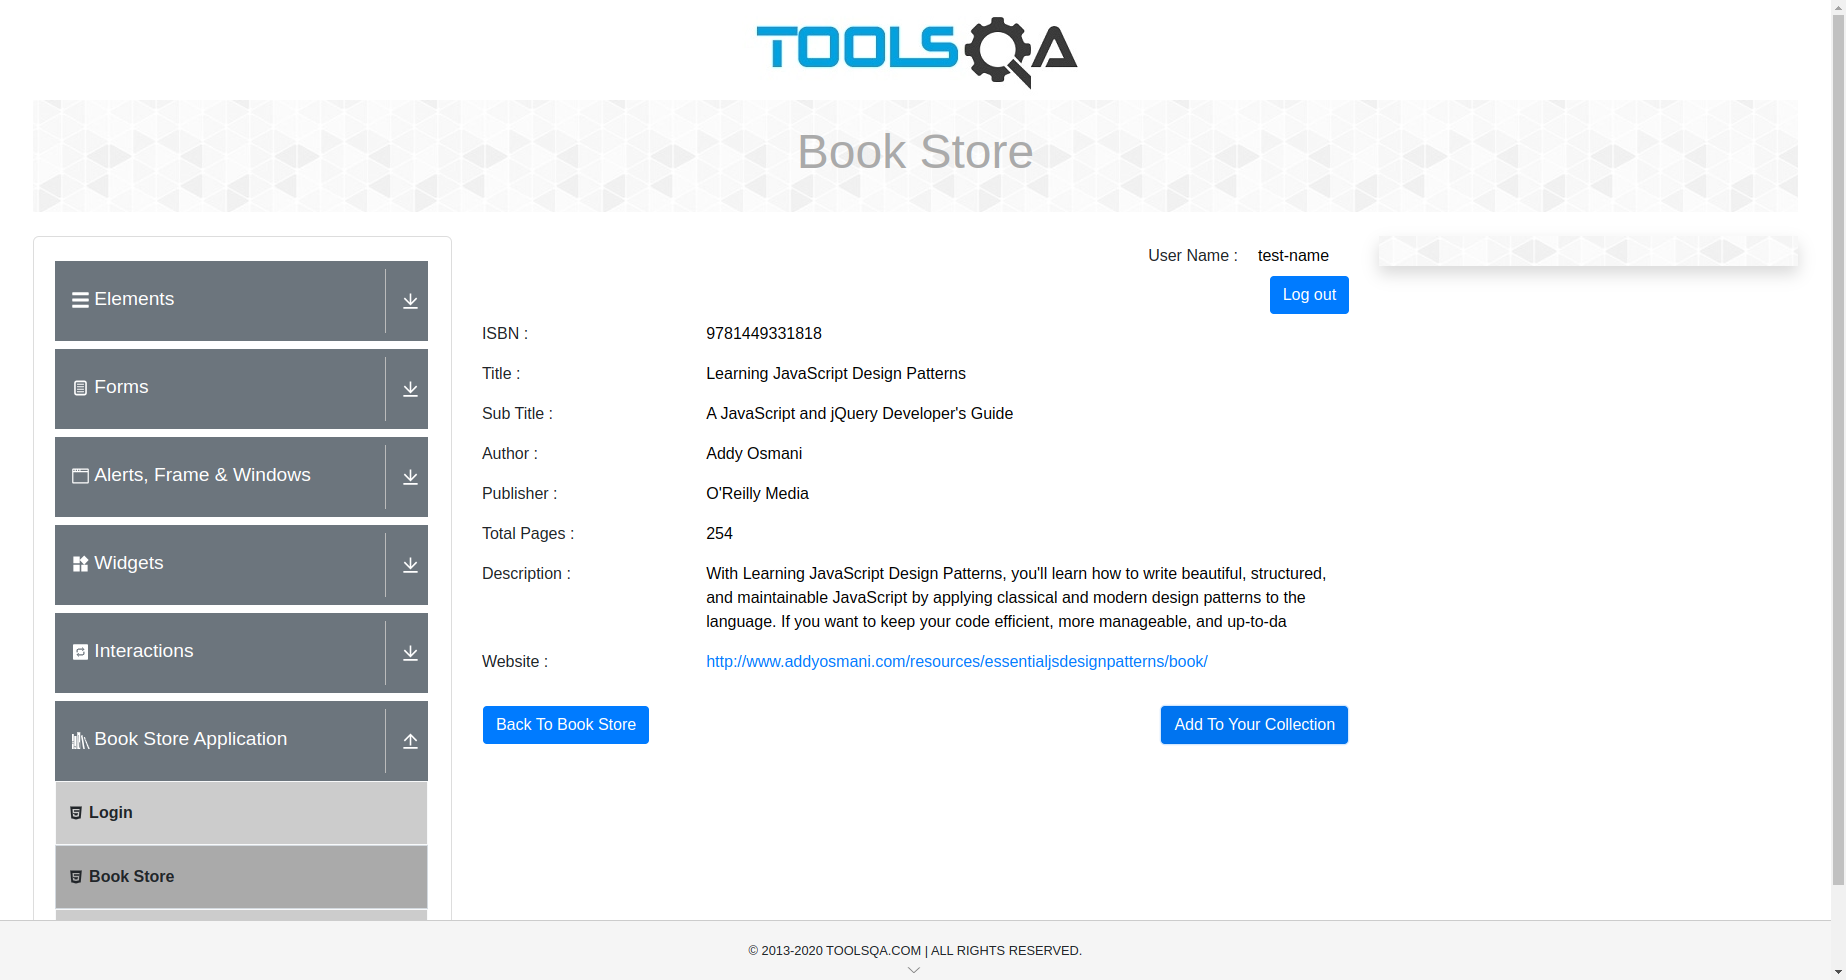 TOOLSQA
Book Store
Elements
Forms
Alerts, Frame & Windows
Widgets
Interactions
Book Store Application
Login
Book Store
User Name : test-name
Log out
ISBN : 9781449331818
Title : Learning JavaScript Design Patterns
Sub Title : A JavaScript and jQuery Developer's Guide
Author : Addy Osmani
Publisher : O'Reilly Media
Total Pages : 254
Description : With Learning JavaScript Design Patterns, you'll learn how to write beautiful, structured,
and maintainable JavaScript by applying classical and modern design patterns to the
language. If you want to keep your code efficient, more manageable, and up-to-da
Website : http://www.addyosmani.com/resources/essentialjsdesignpatterns/book/
Back To Book Store
Add To Your Collection
© 2013-2020 TOOLSQA.COM | ALL RIGHTS RESERVED.